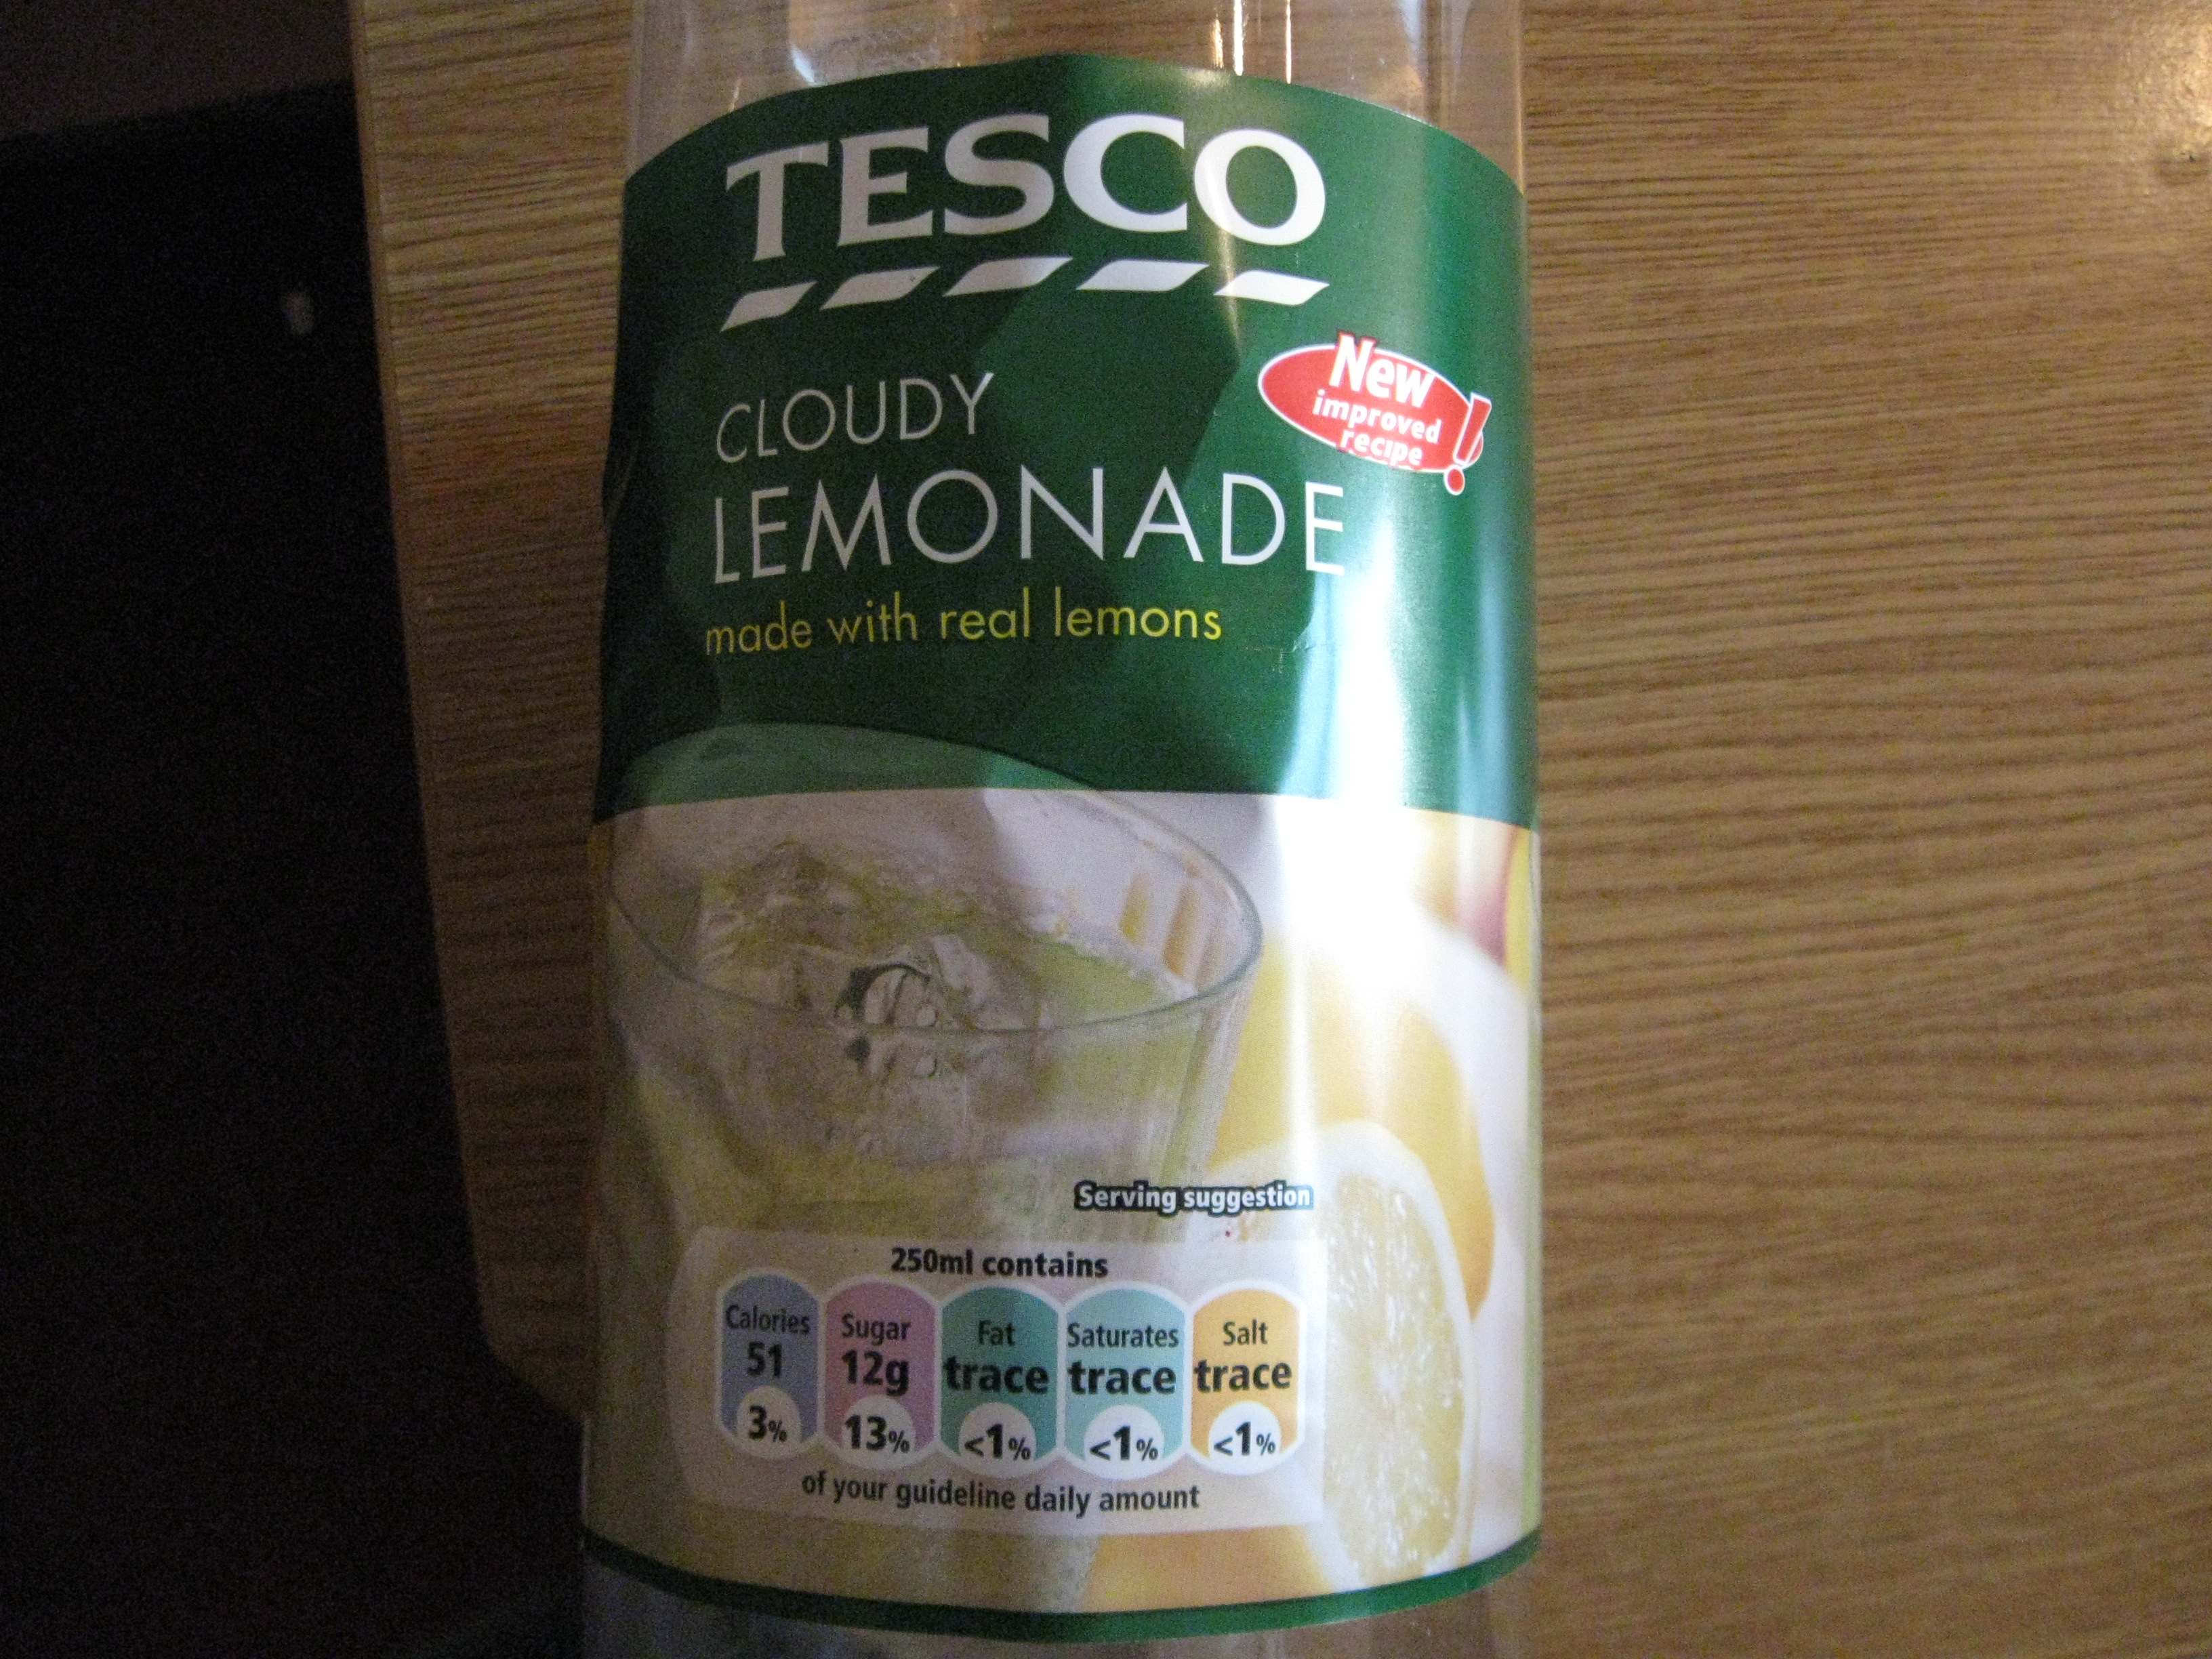 TESCO
New
improved
recipe!
CLOUDY
LEMONADE
made with real lemons
Serving suggestion
250ml contains
Calories Sugar Fat Saturates Salt
51 12g trace trace trace
3% 13% <1% <1% <1%
of your guideline daily amount